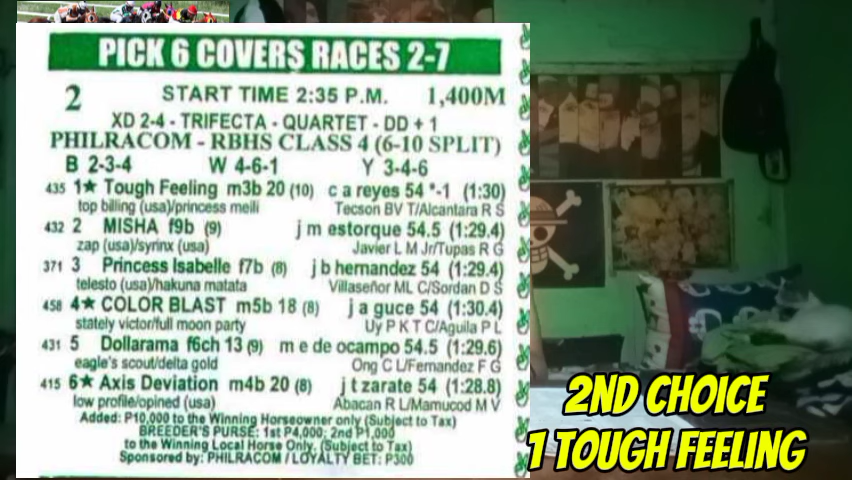 PICK 6 COVERS RACES 2-7
2 START TIME 2:35 P.M. 1,400M
XD 2-4 - TRIFECTA - QUARTET - DD + 1
PHILRACOM - RBHS CLASS 4 (6-10 SPLIT)
B 2-3-4 W 4-6-1 Y 3-4-6
435 1★ Tough Feeling m3b 20 (10) c a reyes 54 *-1 (1:30)
top billing (usa)/princess meili Tecson BV T/Alcantara R S
432 2 MISHA f9b (9) j m estorque 54.5 (1:29.4)
zap (usa)/syrinx (usa) Javier L M Jr/Tupas R G
371 3 Princess Isabelle f7b (8) j b hernandez 54 (1:29.4)
telesto (usa)/hakuna matata Villaseñor ML C/Sordan D S
458 4★ COLOR BLAST m5b 18 (8) j a guce 54 (1:30.4)
stately victor/full moon party Uy P K T C/Aguila P L
431 5 Dollarama f6ch 13 (9) m e de ocampo 54.5 (1:29.6)
eagle's scout/delta gold Ong C L/Fernandez F G
415 6★ Axis Deviation m4b 20 (8) j t zarate 54 (1:28.8)
low profile/opined (usa) Abacan R L/Mamucod M V
Added: P10,000 to the Winning Horseowner only (Subject to Tax)
BREEDER'S PURSE: 1st P4,000; 2nd P1,000
to the Winning Local Horse Only. (Subject to Tax)
Sponsored by: PHILRACOM / LOYALTY BET: P300
2ND CHOICE
1 TOUGH FEELING